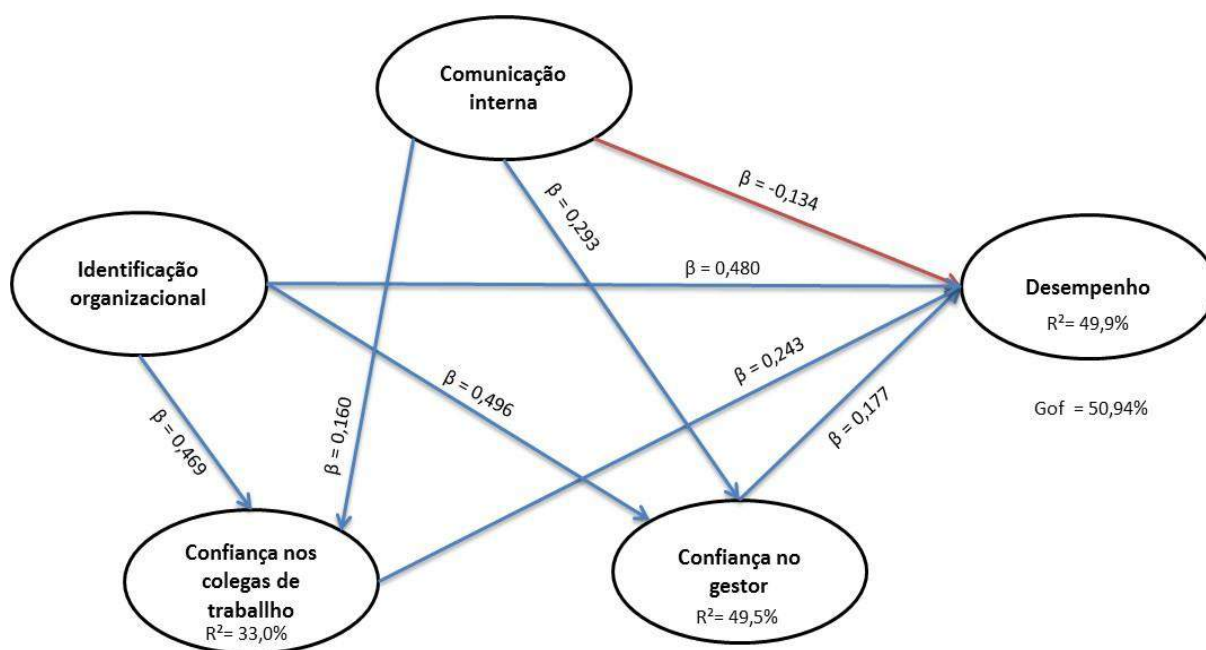 Comunicação
interna
β = -0,134
β = 0,293
Identificação
organizacional
β = 0,480
Desempenho
R²= 49,9%
β = 0,243
β = 0,496
β = 0,160
β = 0,177
Gof = 50,94%
β = 0,469
Confiança nos
colegas de
traballho
R²= 33,0%
Confiança no
gestor
R²= 49,5%